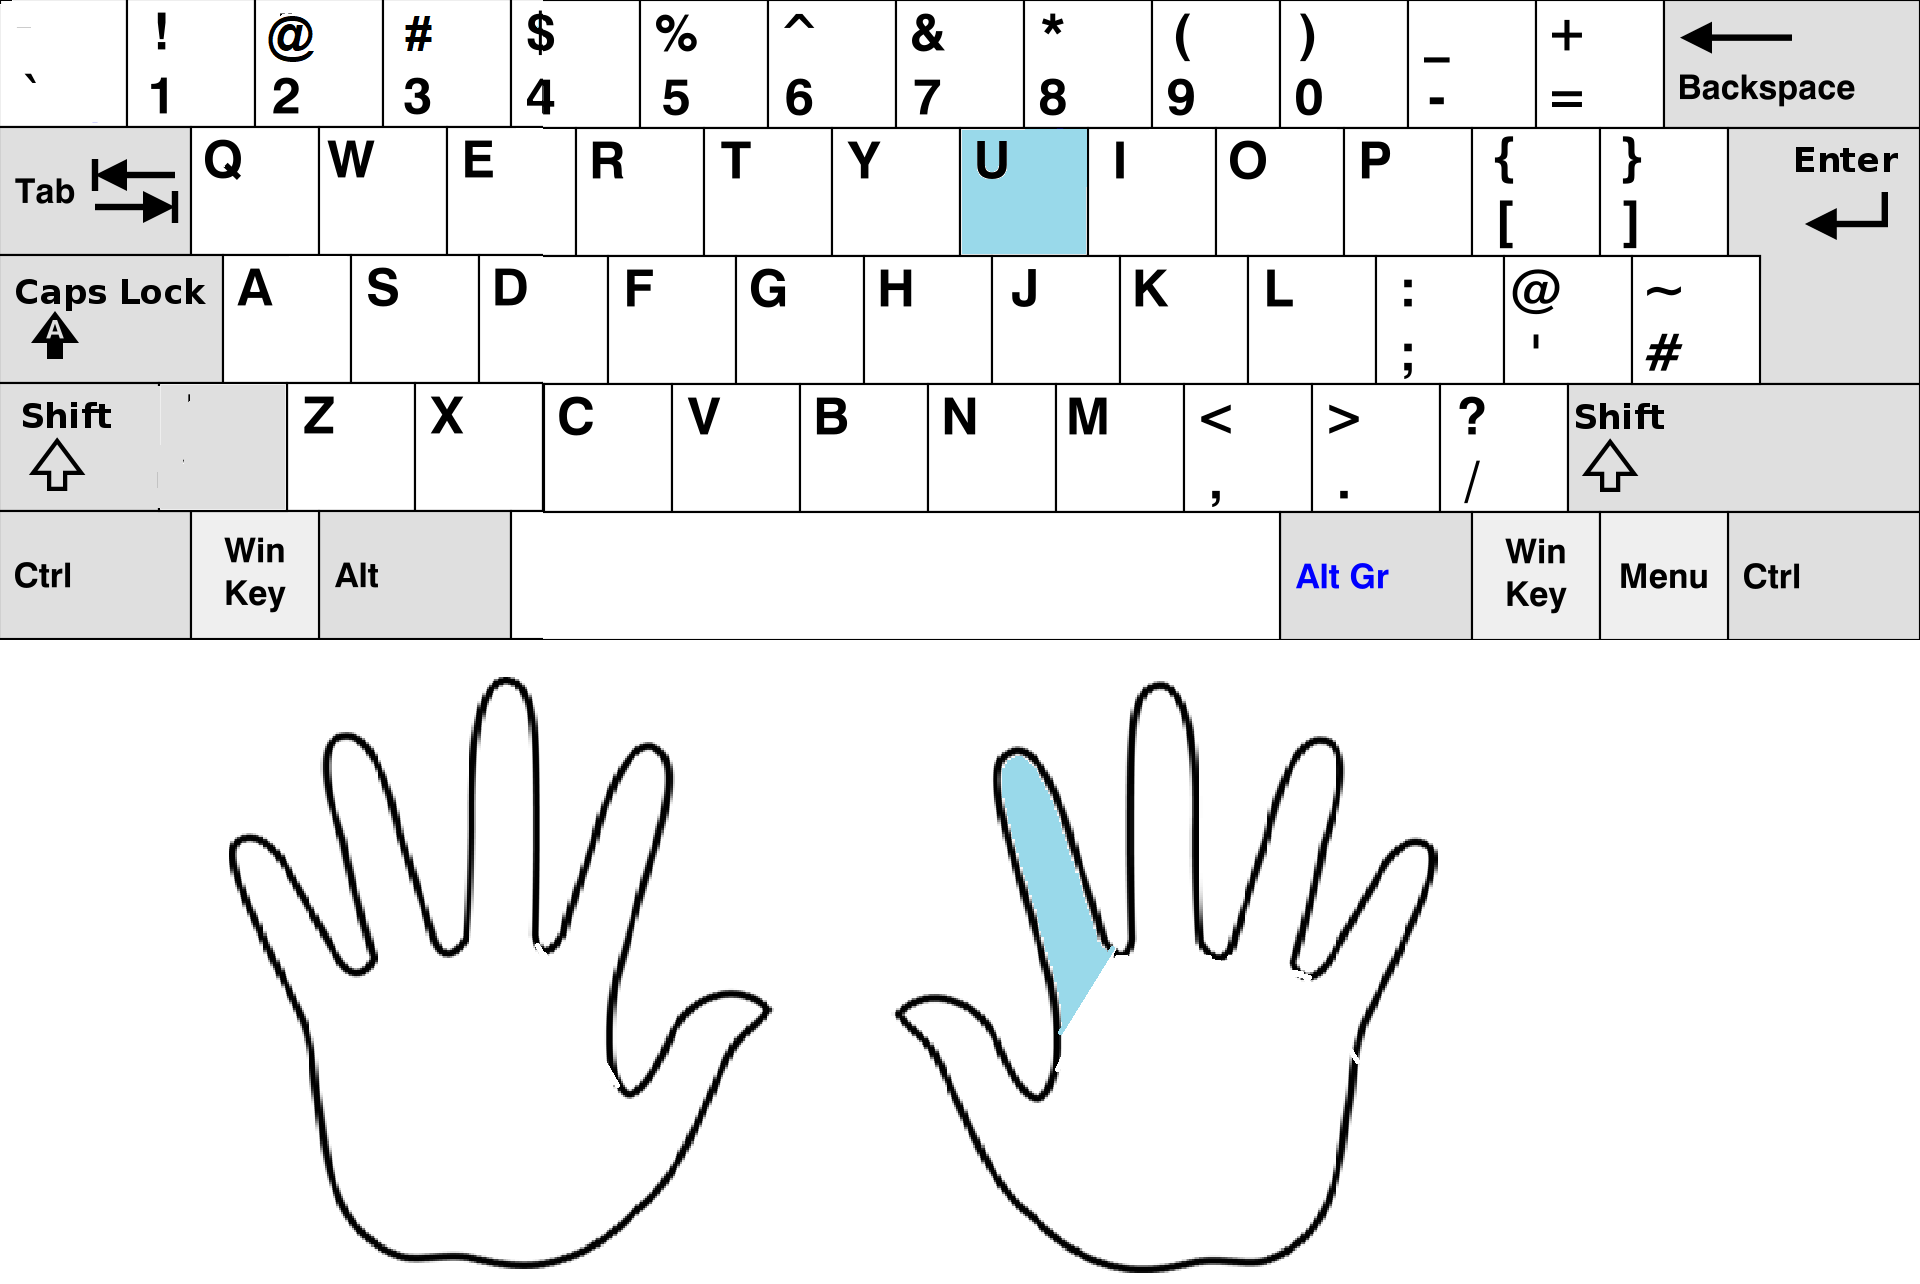 ! @ # $ % ^ & * ( ) _ +
` 1 2 3 4 5 6 7 8 9 0 - = Backspace
Tab Q W E R T Y U I O P { } Enter
[ ]
Caps Lock A S D F G H J K L : @ ~
A ; ' #
Shift Z X C V B N M < > ? Shift
, . /
Ctrl Win Key Alt Alt Gr Win Key Menu Ctrl